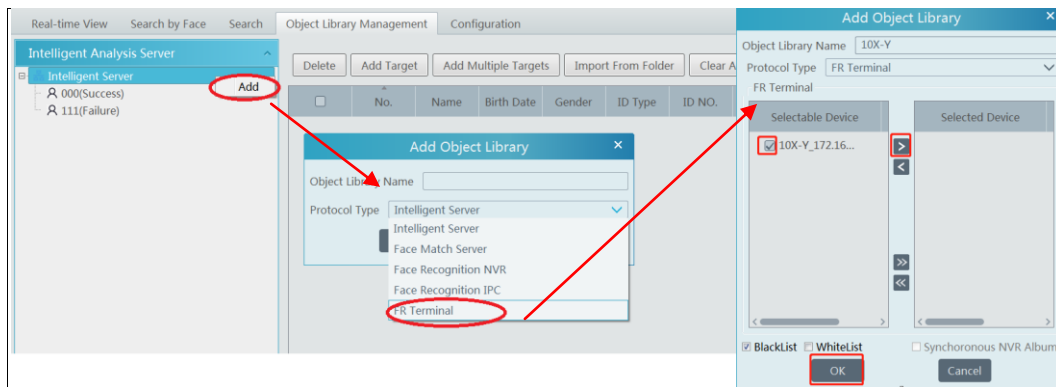 Real-time View Search by Face Search Object Library Management Configuration
Intelligent Analysis Server
Intelligent Server
000(Success)
111(Failure)
Add
Delete Add Target Add Multiple Targets Import From Folder Clear A
No. Name Birth Date Gender ID Type ID NO.
Add Object Library
Object Library Name
Protocol Type Intelligent Server
Intelligent Server
Face Match Server
Face Recognition NVR
Face Recognition IPC
FR Terminal
Add Object Library
Object Library Name 10X-Y
Protocol Type FR Terminal
FR Terminal
Selectable Device Selected Device
10X-Y_172.16...
BlackList WhiteList Synchoronous NVR Album
OK Cancel